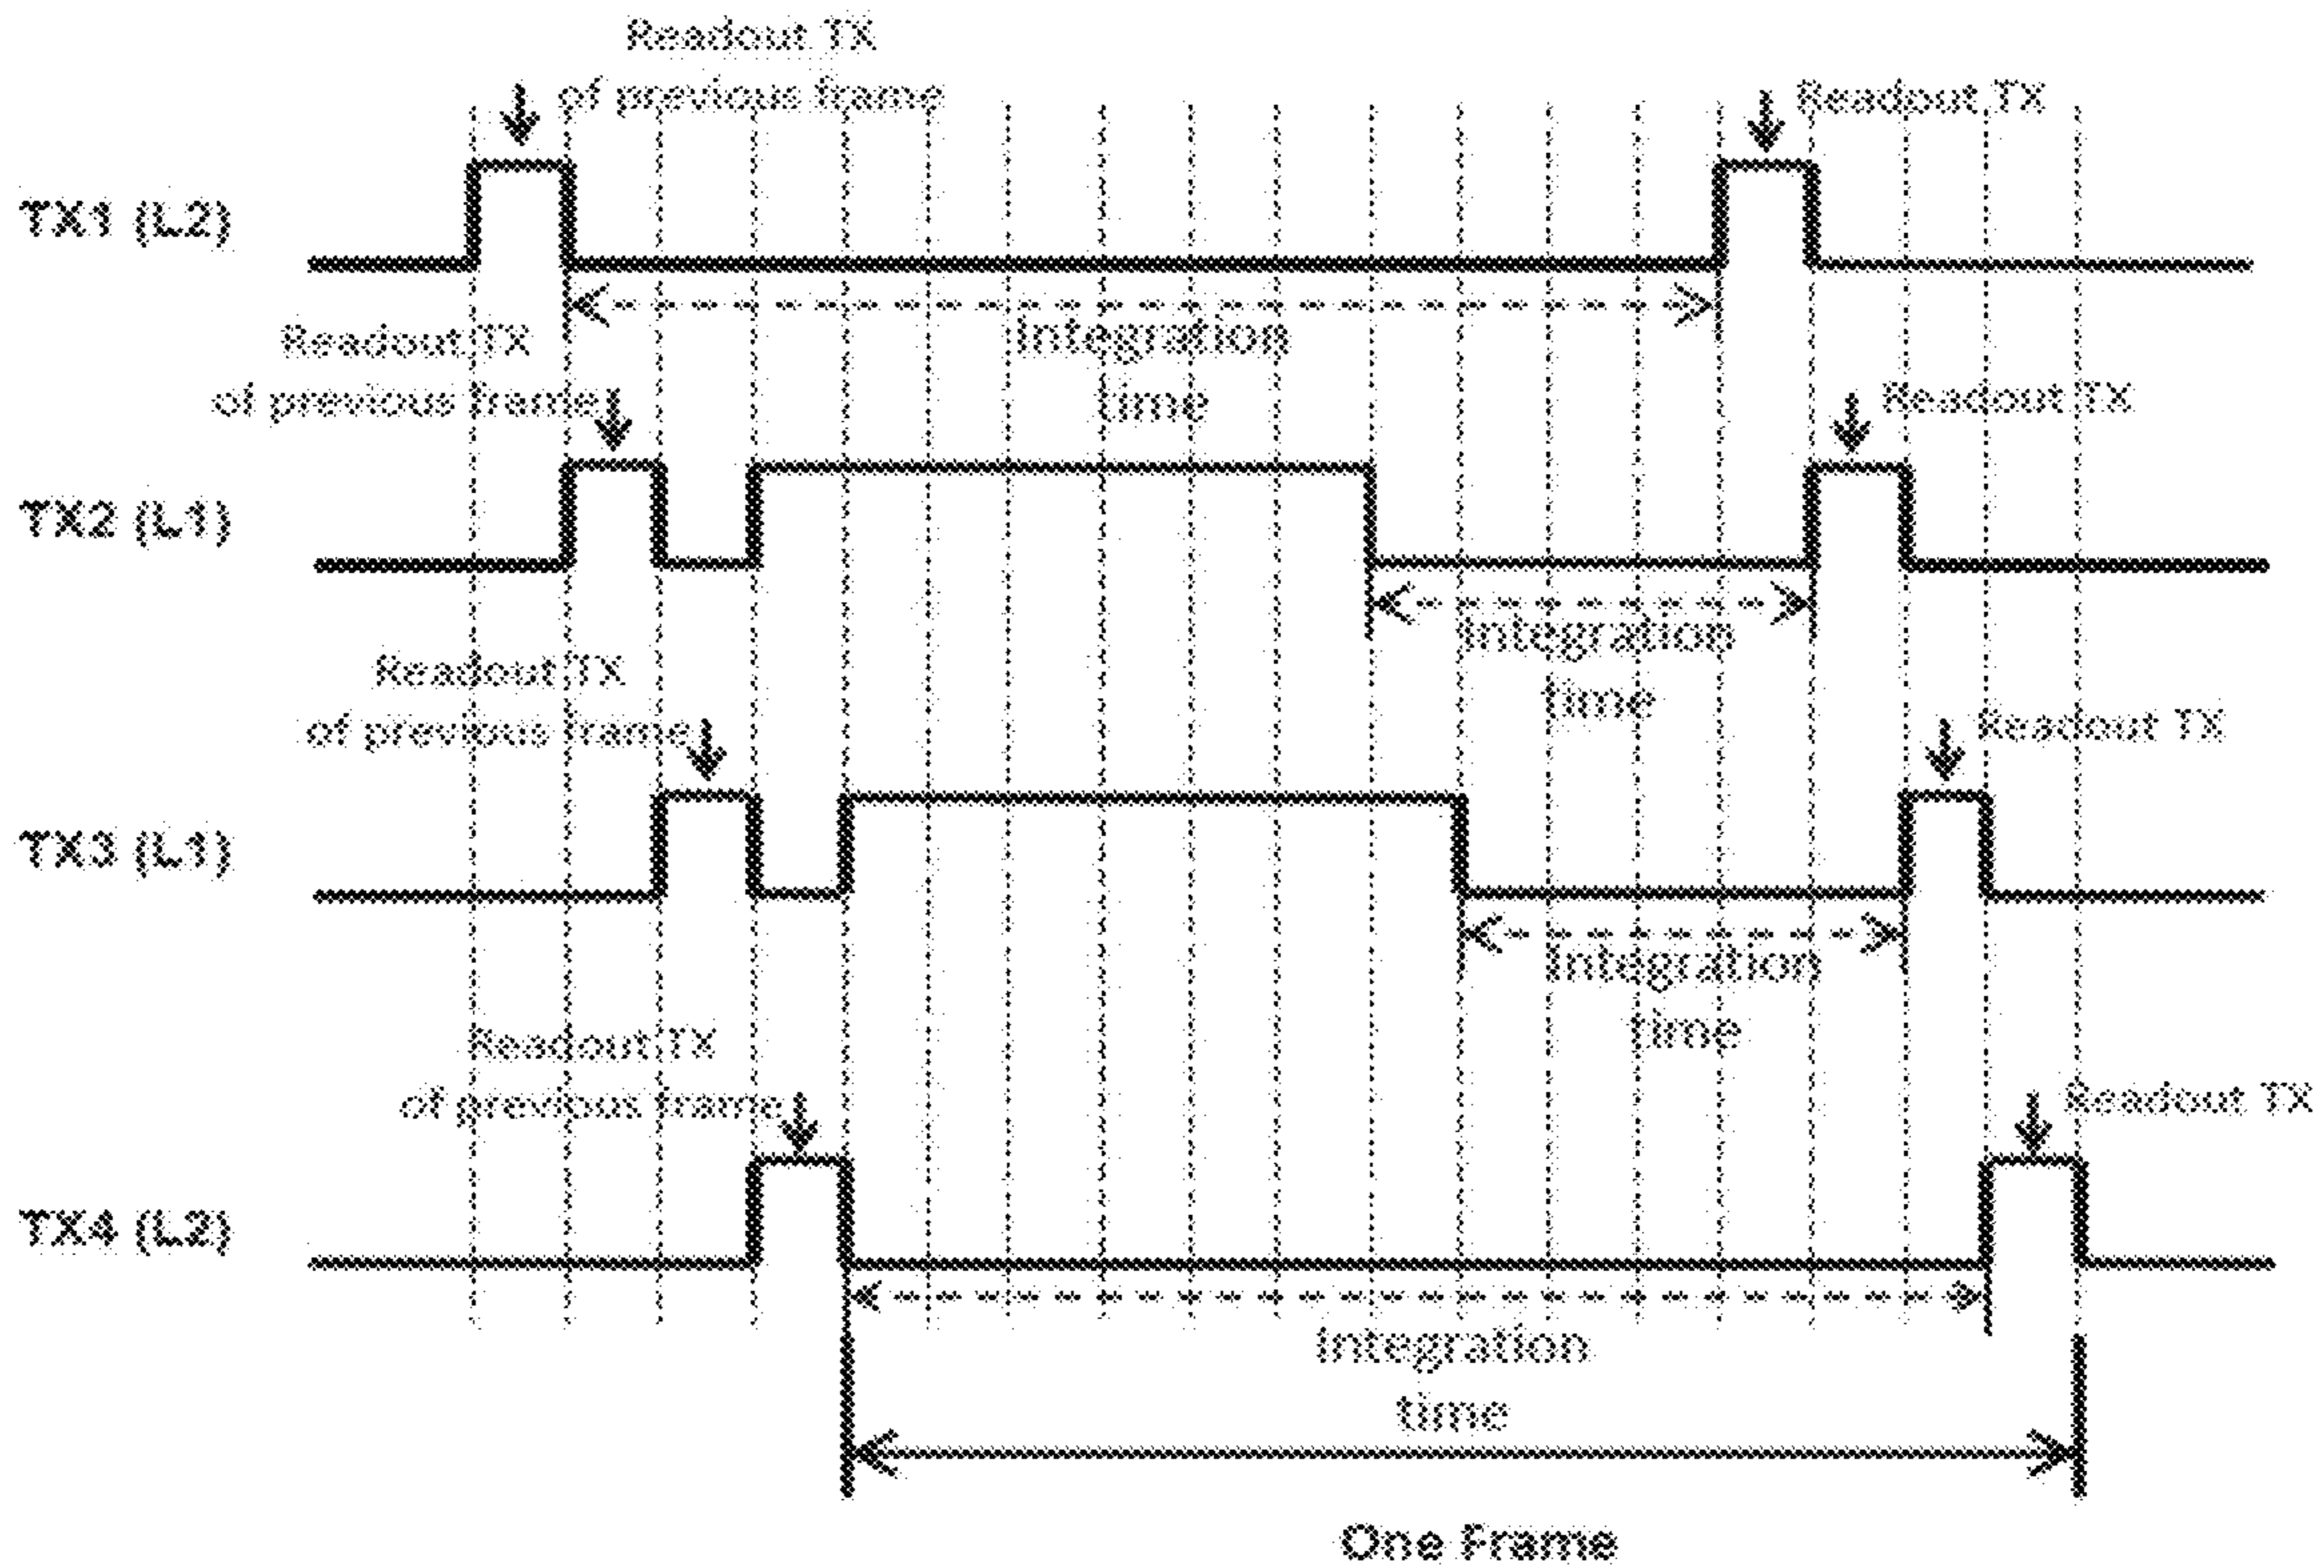 Readout TX
of previous frame
Readout TX
TX1 (L2)
Integration
time
Readout TX
of previous frame
Readout TX
TX2 (L1)
Integration
time
Readout TX
of previous frame
Readout TX
TX3 (L1)
Integration
time
Readout TX
of previous frame
Readout TX
TX4 (L2)
Integration
time
One Frame